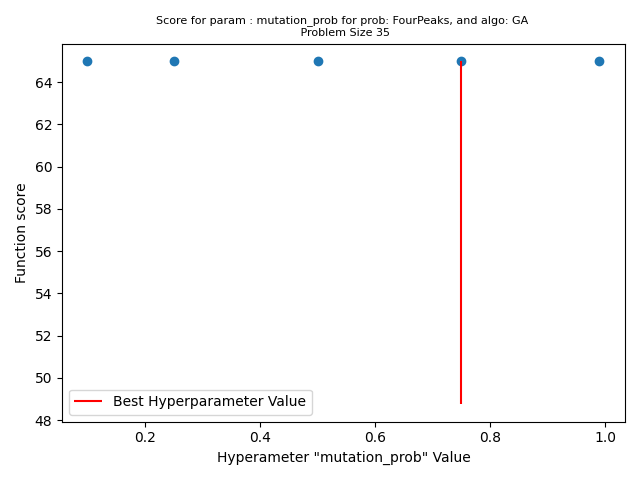 Score for param : mutation_prob for prob: FourPeaks, and algo: GA
Problem Size 35
64
62
60
58
56
54
52
50
48
Function score
Best Hyperparameter Value
0.2 0.4 0.6 0.8 1.0
Hyperameter "mutation_prob" Value